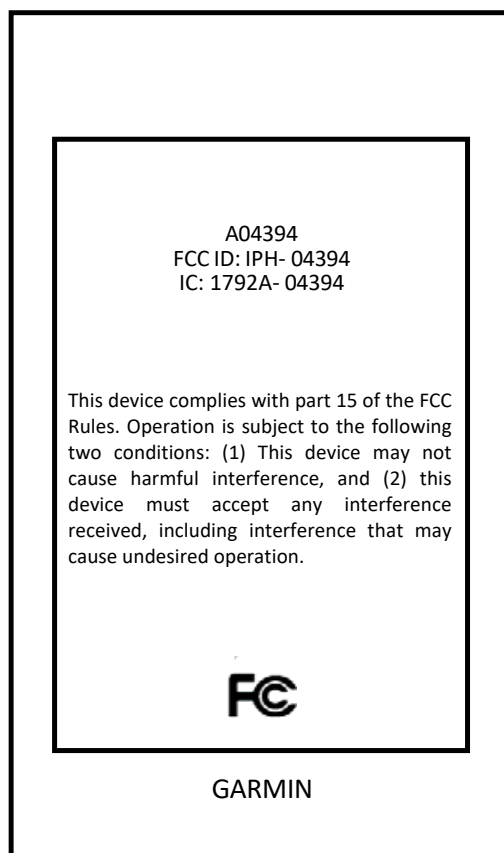 A04394
FCC ID: IPH- 04394
IC: 1792A- 04394
This device complies with part 15 of the FCC
Rules. Operation is subject to the following
two conditions: (1) This device may not
cause harmful interference, and (2) this
device must accept any interference
received, including interference that may
cause undesired operation.
FC
GARMIN